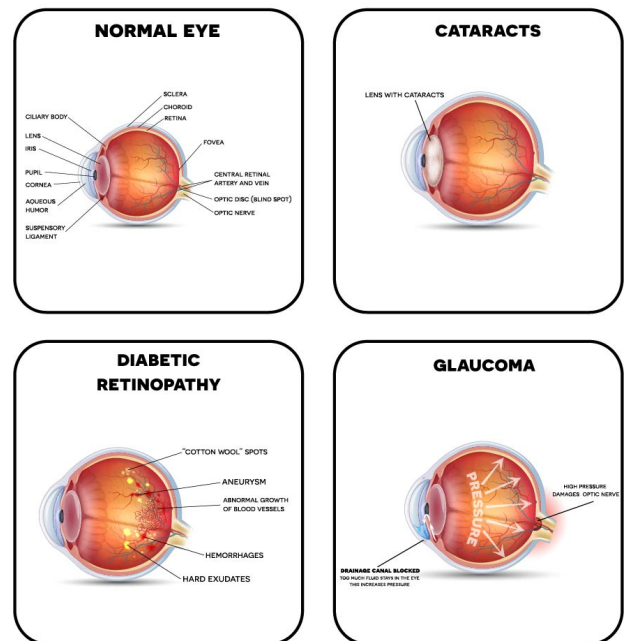 NORMAL EYE
SCLERA
CHOROID
RETINA
CILIARY BODY
LENS
IRIS
FOVEA
PUPIL
CORNEA
CENTRAL RETINAL
ARTERY AND VEIN
AQUEOUS
HUMOR
OPTIC DISC (BLIND SPOT)
OPTIC NERVE
SUSPENSORY
LIGAMENT
CATARACTS
LENS WITH CATARACTS
DIABETIC
RETINOPATHY
"COTTON WOOL" SPOTS
ANEURYSM
ABNORMAL GROWTH
OF BLOOD VESSELS
HEMORRHAGES
HARD EXUDATES
GLAUCOMA
PRESSURE
HIGH PRESSURE
DAMAGES OPTIC NERVE
DRAINAGE CANAL BLOCKED
TOO MUCH FLUID STAYS IN THE EYE
THIS INCREASES PRESSURE